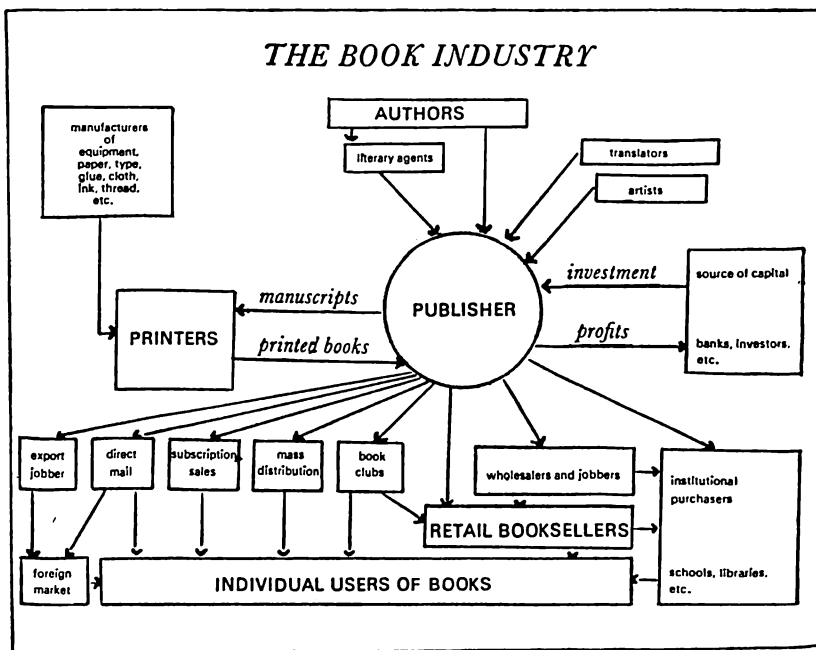 THE BOOK INDUSTRY
AUTHORS
manufacturers
of
equipment,
paper, type,
glue, cloth,
ink, thread,
etc.
literary agents
translators
artists
PUBLISHER
manuscripts
printed books
PRINTERS
investment
profits
source of capital
banks, investors.
etc.
export
jobber
direct
mail
subscription
sales
mass
distribution
book
clubs
wholesalers and jobbers
institutional
purchasers
RETAIL BOOKSELLERS
foreign
market
INDIVIDUAL USERS OF BOOKS
schools, libraries.
etc.